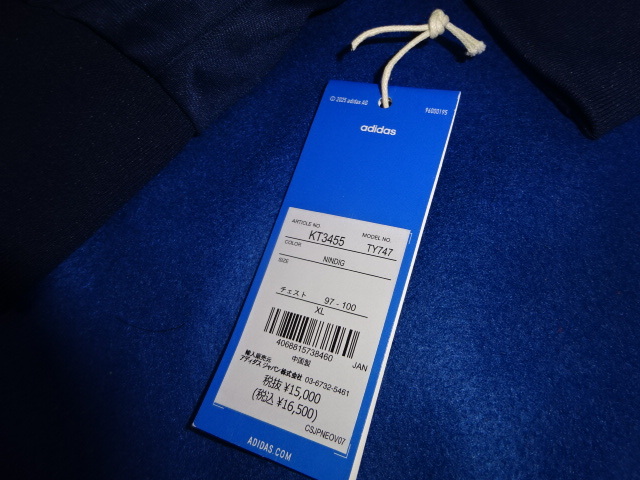 © 2025 adidas AG
96000195
adidas
ARTICLE NO. KT3455 MODEL NO. TY747
COLOR NINDIG
SIZE
チェスト 97 - 100
XL
4068815738460 JAN
中国製
輸入販売元
アディダス ジャパン株式会社 03-6732-5461
税抜 ¥15,000
(税込 ¥16,500)
CSJPNEOV07
ADIDAS.COM